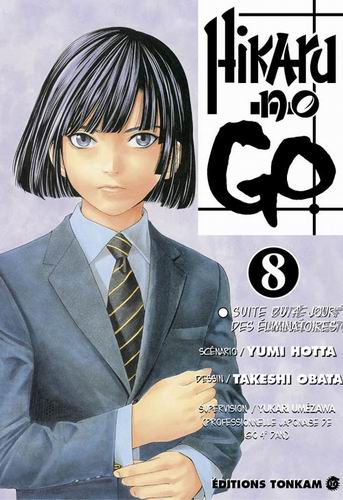 HIKARU
no
GO
8
SUITE DU 1ER JOUR
DES ÉLIMINATOIRES
SCÉNARIO / YUMI HOTTA
DESSIN / TAKESHI OBATA
SUPERVISION / YUKARI UMEZAWA
(PROFESSIONNELLE JAPONAISE DE
GO 4E DAN)
ÉDITIONS TONKAM